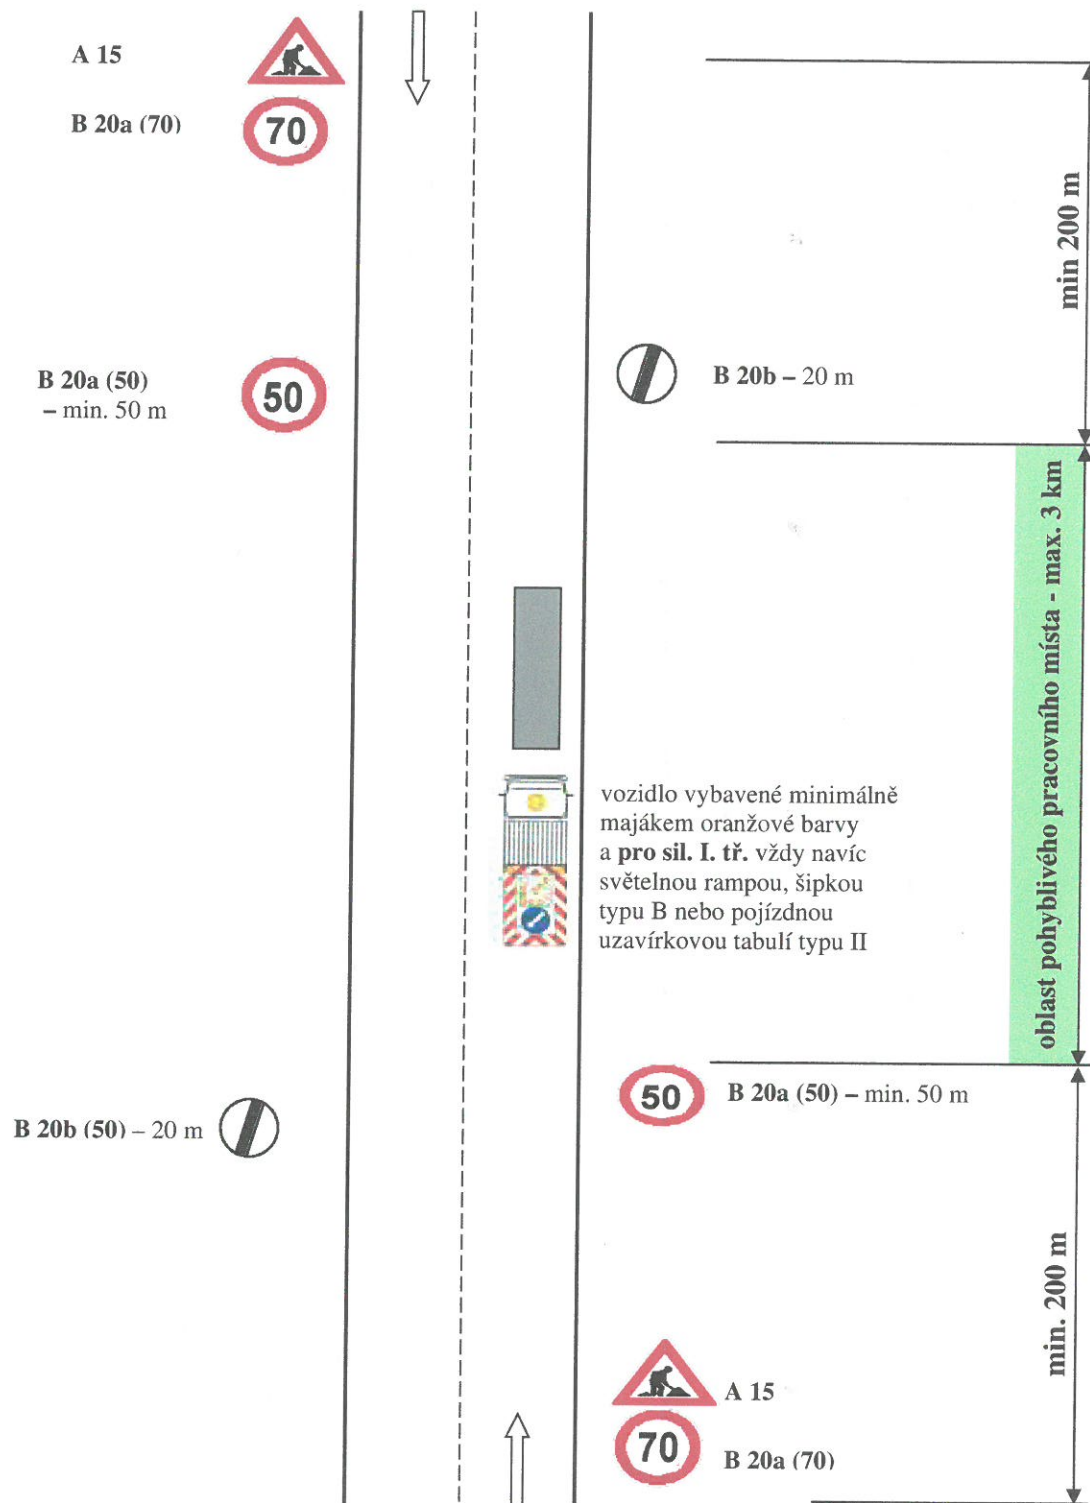 A 15
B 20a (70)
70
min 200 m
B 20a (50)
– min. 50 m
50
B 20b – 20 m
oblast pohyblivého pracovního místa - max. 3 km
vozidlo vybavené minimálně
majákem oranžové barvy
a pro sil. I. tř. vždy navíc
světelnou rampou, šipkou
typu B nebo pojízdnou
uzavírkovou tabulí typu II
50
B 20a (50) – min. 50 m
B 20b (50) – 20 m
min. 200 m
A 15
70
B 20a (70)